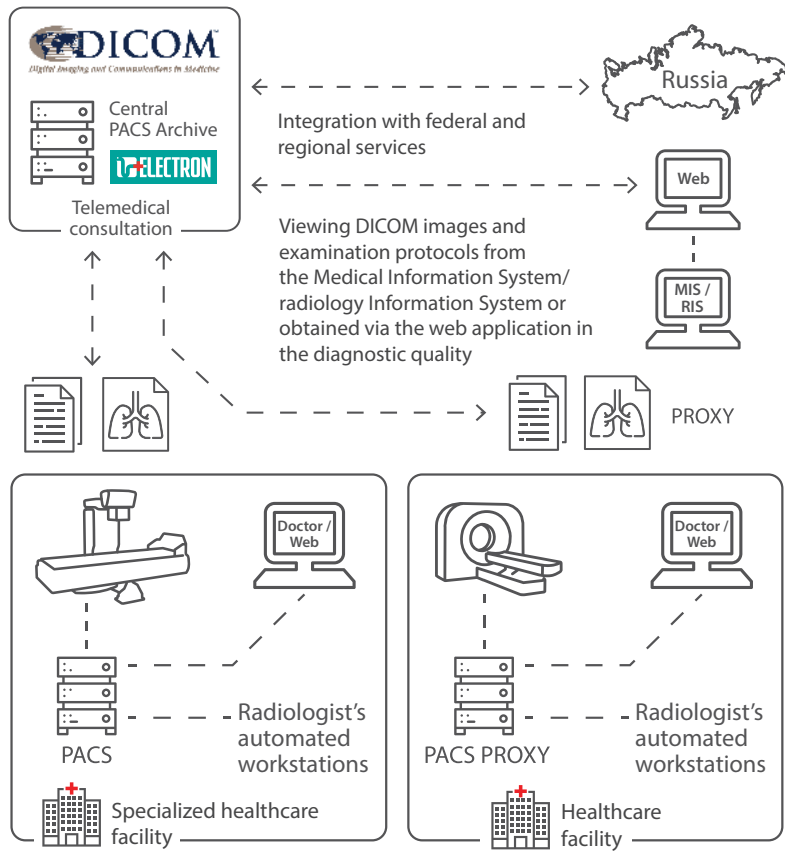 DICOM
Digital Imaging and Communications in Medicine
Central
PACS Archive
ELECTRON
Telemedical
consultation
Russia
Integration with federal and
regional services
Web
Viewing DICOM images and
examination protocols from
the Medical Information System/
radiology Information System or
obtained via the web application in
the diagnostic quality
MIS /
RIS
PROXY
Doctor /
Web
PACS
Radiologist's
automated
workstations
Specialized healthcare
facility
Doctor /
Web
PACS PROXY
Radiologist's
automated
workstations
Healthcare
facility